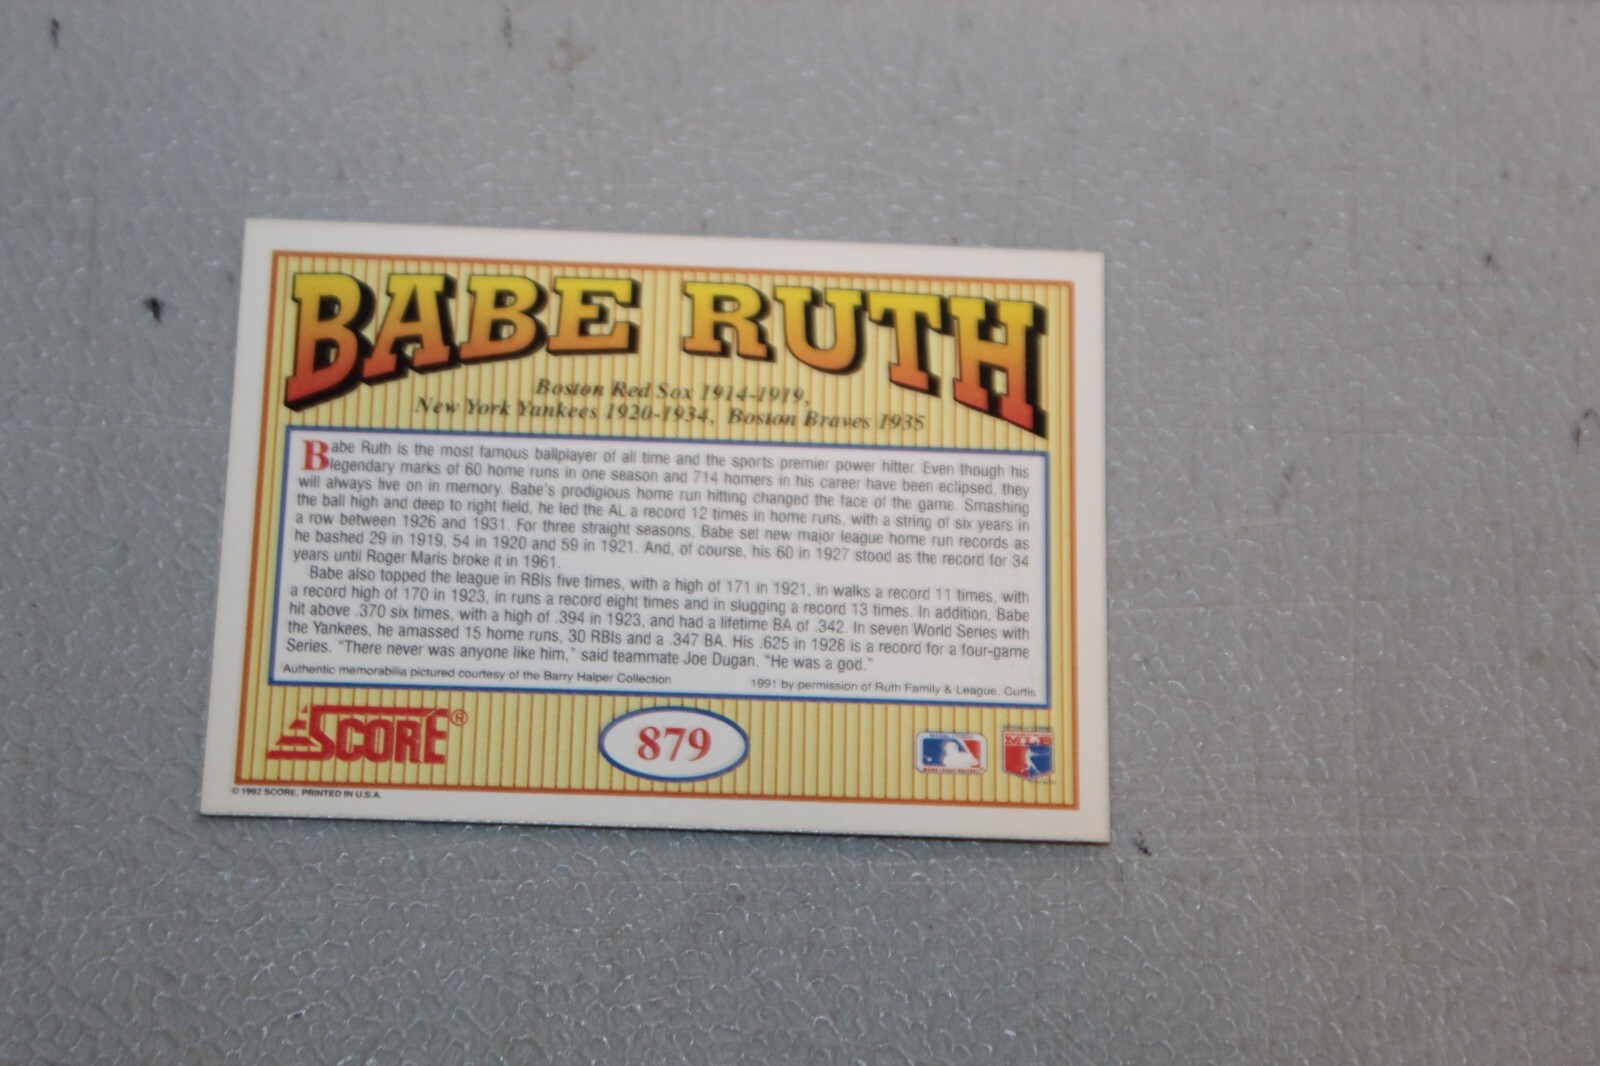 BABE RUTH
Boston Red Sox 1914-1919,
New York Yankees 1920-1934, Boston Braves 1935
Babe Ruth is the most famous ballplayer of all time and the sports premier power hitter. Even though his
legendary marks of 60 home runs in one season and 714 homers in his career have been eclipsed, they
will always live on in memory. Babe's prodigious home run hitting changed the face of the game. Smashing
the ball high and deep to right field, he led the AL a record 12 times in home runs, with a string of six years in
a row between 1926 and 1931. For three straight seasons, Babe set new major league home run records as
he bashed 29 in 1919, 54 in 1920 and 59 in 1921. And, of course, his 60 in 1927 stood as the record for 34
years until Roger Maris broke it in 1961.
Babe also topped the league in RBIs five times, with a high of 171 in 1921, in walks a record 11 times, with
a record high of 170 in 1923, in runs a record eight times and in slugging a record 13 times. In addition, Babe
hit above .370 six times, with a high of .394 in 1923, and had a lifetime BA of .342. In seven World Series with
the Yankees, he amassed 15 home runs, 30 RBIs and a .347 BA. His .625 in 1928 is a record for a four-game
Series. "There never was anyone like him," said teammate Joe Dugan. "He was a god."
Authentic memorabilia pictured courtesy of the Barry Halper Collection 1991 by permission of Ruth Family & League, Curtis
SCORE® 879 MLB
© 1992 SCORE, PRINTED IN U.S.A.